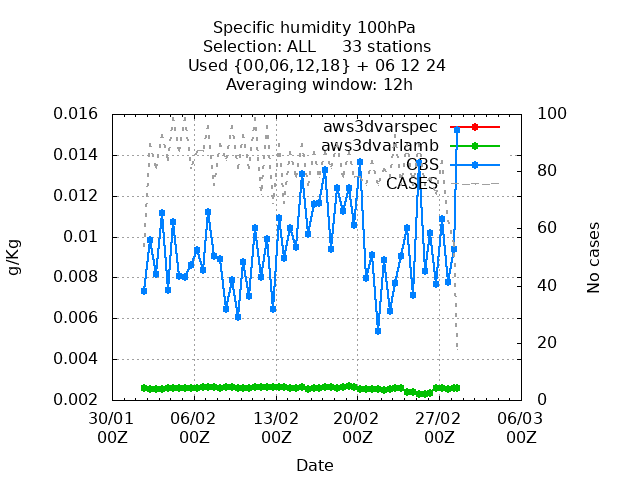 Specific humidity 100hPa
Selection: ALL     33 stations
Used {00,06,12,18} + 06 12 24
Averaging window: 12h
aws3dvarspec
aws3dvarlamb
OBS
CASES
g/Kg
0.016
0.014
0.012
0.01
0.008
0.006
0.004
0.002
100
80
60
40
20
0
No cases
30/01 06/02 13/02 20/02 27/02 06/03
00Z 00Z 00Z 00Z 00Z 00Z
Date